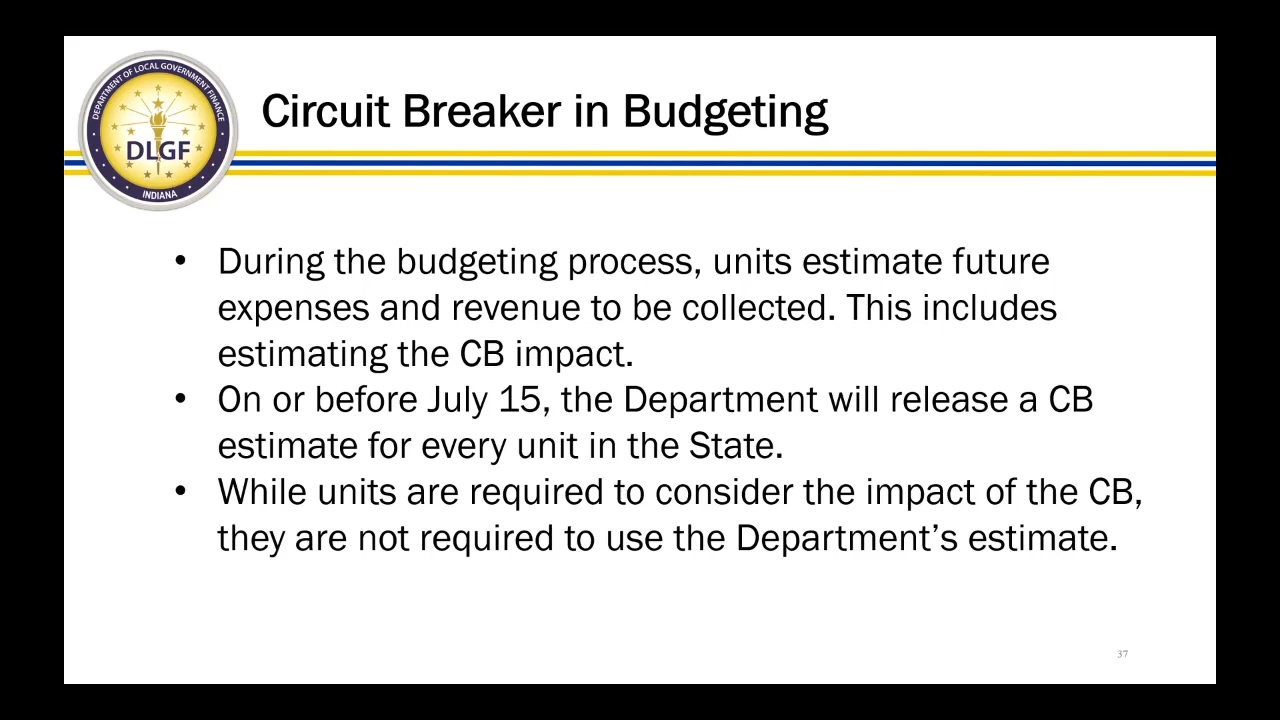 DEPARTMENT OF LOCAL GOVERNMENT FINANCE
DLGF
INDIANA
Circuit Breaker in Budgeting
• During the budgeting process, units estimate future
expenses and revenue to be collected. This includes
estimating the CB impact.
• On or before July 15, the Department will release a CB
estimate for every unit in the State.
• While units are required to consider the impact of the CB,
they are not required to use the Department’s estimate.
37